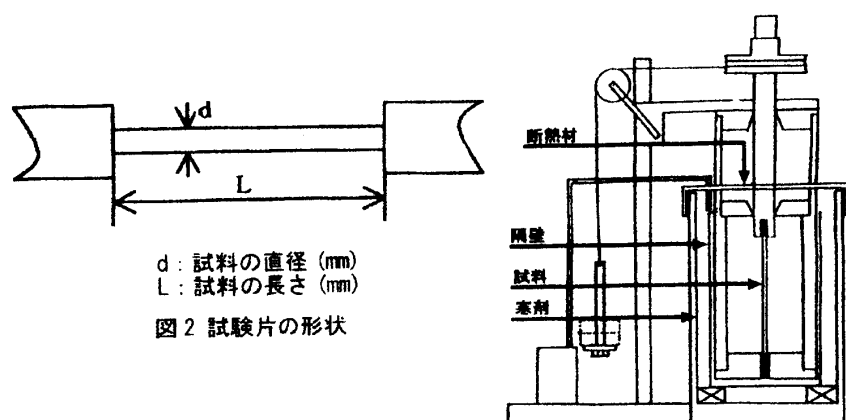 d
L
d : 試料の直径 (mm)
L : 試料の長さ (mm)
図2 試験片の形状
断熱材
隔壁
試料
寒剤